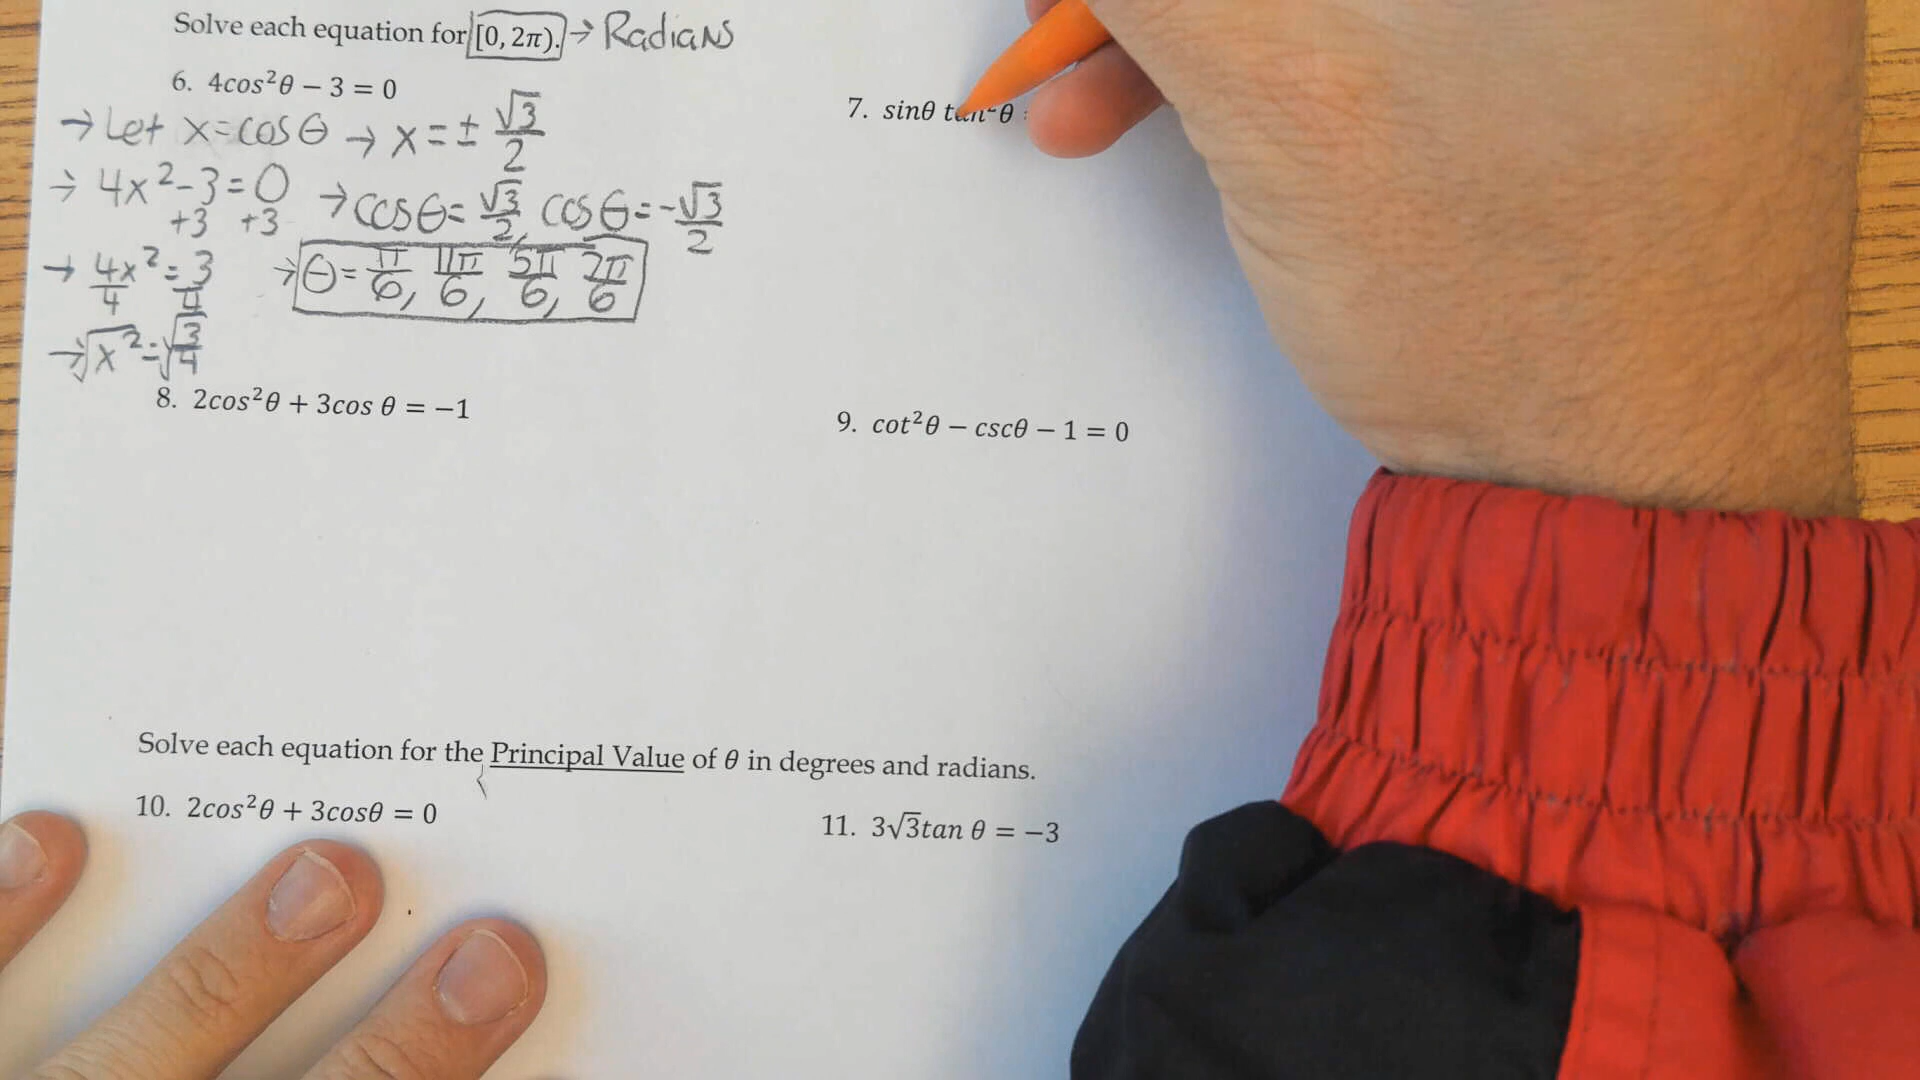 Solve each equation for [0, 2π). → Radians
6. 4cos²θ − 3 = 0
→ Let x = cos θ → x = ± √3/2
→ 4x² − 3 = 0
+3 +3
→ cos θ = √3/2, cos θ = −√3/2
→ 4x²/4 = 3/4
→ θ = π/6, 11π/6, 5π/6, 7π/6
→ √x² = √3/4
7. sinθ tan²θ
8. 2cos²θ + 3cos θ = −1
9. cot²θ − cscθ − 1 = 0
Solve each equation for the Principal Value of θ in degrees and radians.
10. 2cos²θ + 3cosθ = 0
11. 3√3tan θ = −3